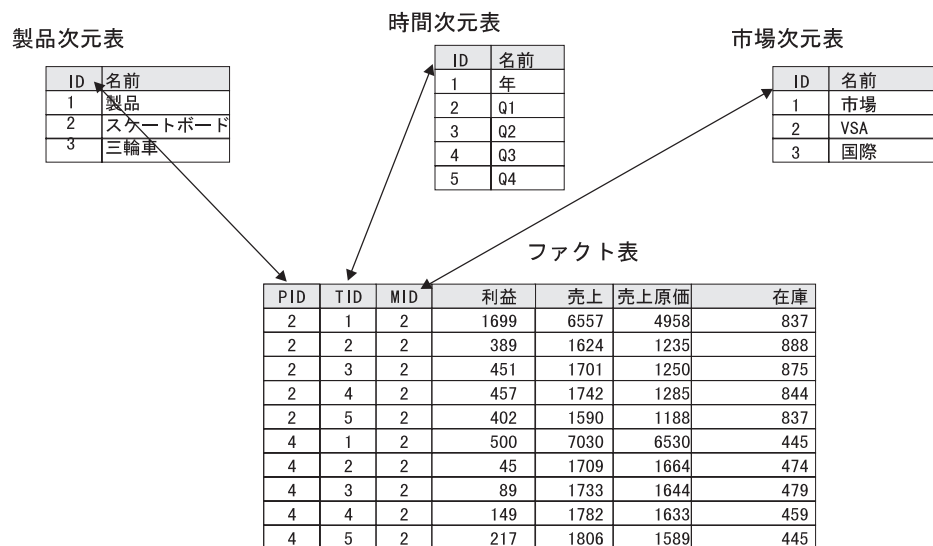 製品次元表
ID 名前
1 製品
2 スケートボード
3 三輪車
時間次元表
ID 名前
1 年
2 Q1
3 Q2
4 Q3
5 Q4
市場次元表
ID 名前
1 市場
2 VSA
3 国際
ファクト表
PID TID MID 利益 売上 売上原価 在庫
2 1 2 1699 6557 4958 837
2 2 2 389 1624 1235 888
2 3 2 451 1701 1250 875
2 4 2 457 1742 1285 844
2 5 2 402 1590 1188 837
4 1 2 500 7030 6530 445
4 2 2 45 1709 1664 474
4 3 2 89 1733 1644 479
4 4 2 149 1782 1633 459
4 5 2 217 1806 1589 445